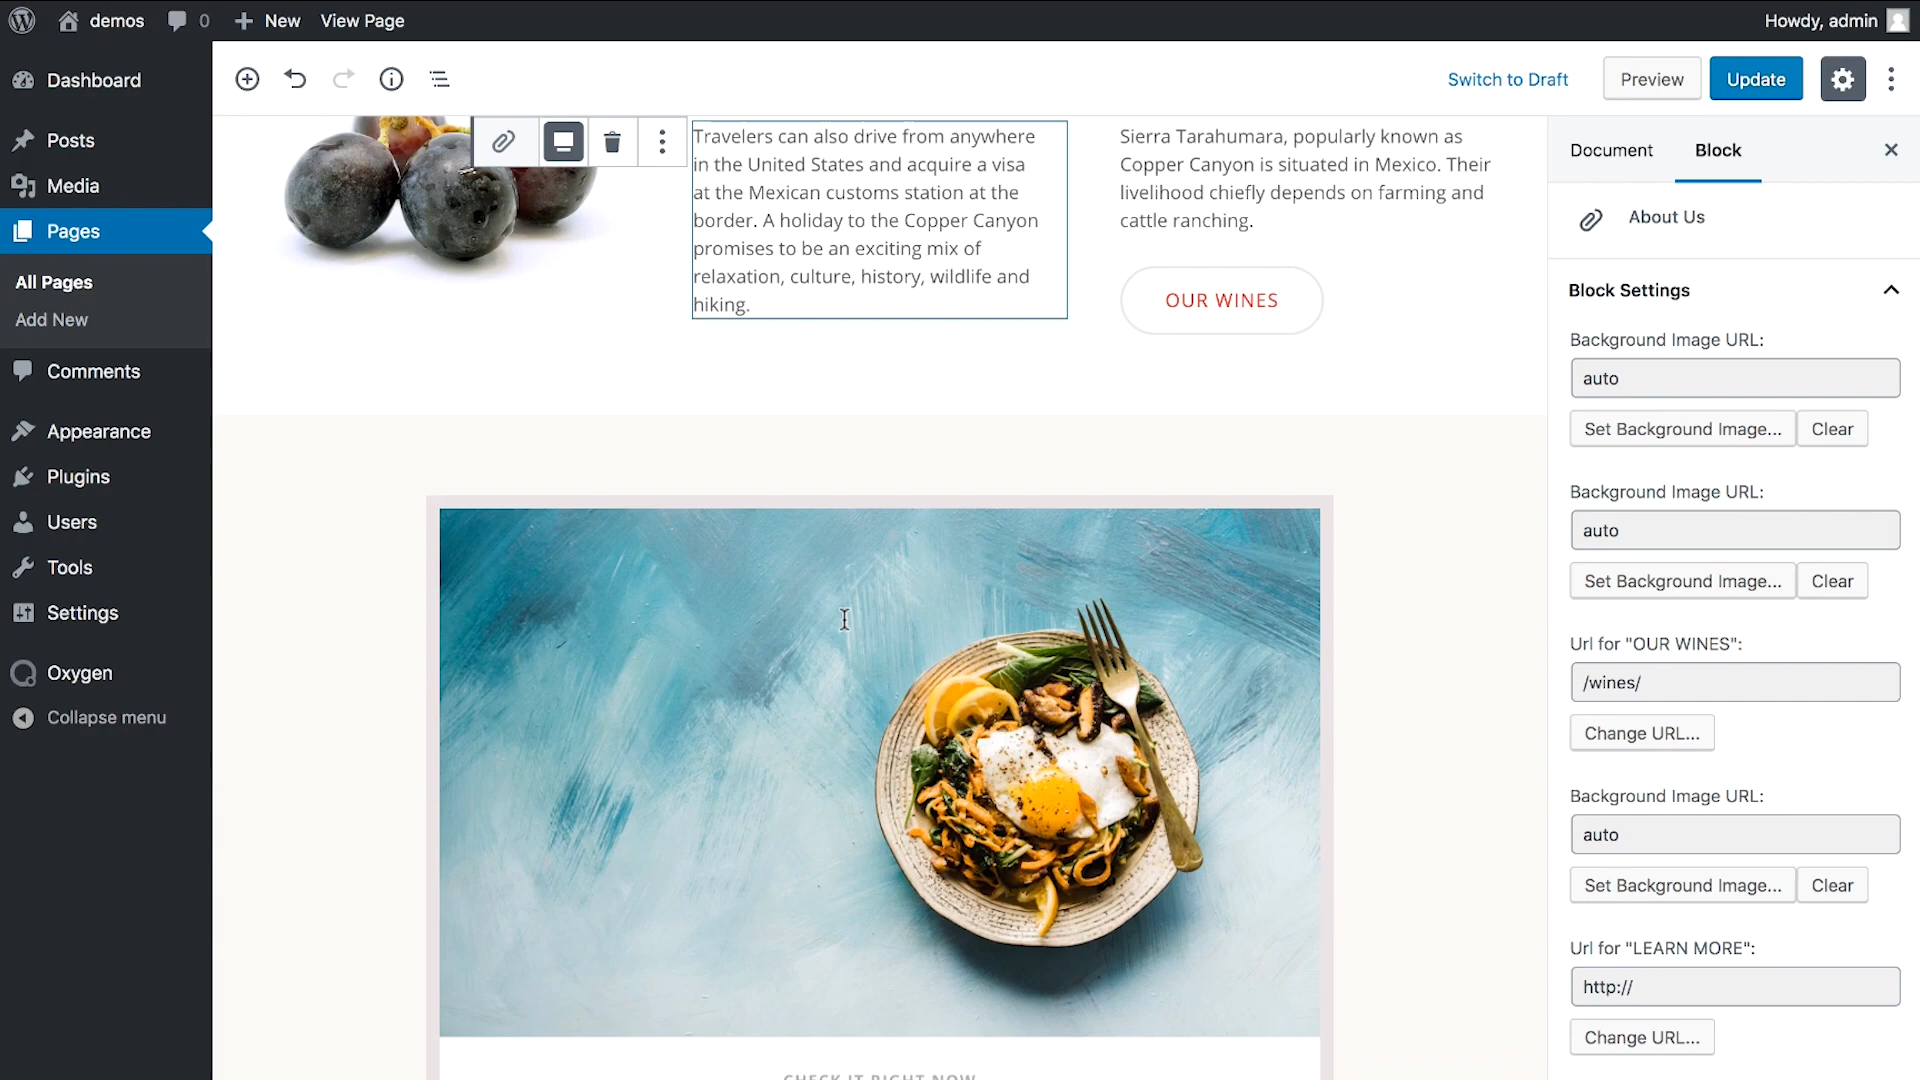 demos
0
New
View Page
Howdy, admin
Dashboard
Posts
Media
Pages
All Pages
Add New
Comments
Appearance
Plugins
Users
Tools
Settings
Oxygen
Collapse menu
Switch to Draft
Preview
Update
Travelers can also drive from anywhere
in the United States and acquire a visa
at the Mexican customs station at the
border. A holiday to the Copper Canyon
promises to be an exciting mix of
relaxation, culture, history, wildlife and
hiking.
Sierra Tarahumara, popularly known as
Copper Canyon is situated in Mexico. Their
livelihood chiefly depends on farming and
cattle ranching.
OUR WINES
CHECK IT RIGHT NOW
Document
Block
About Us
Block Settings
Background Image URL:
auto
Set Background Image...
Clear
Background Image URL:
auto
Set Background Image...
Clear
Url for "OUR WINES":
/wines/
Change URL...
Background Image URL:
auto
Set Background Image...
Clear
Url for "LEARN MORE":
http://
Change URL...